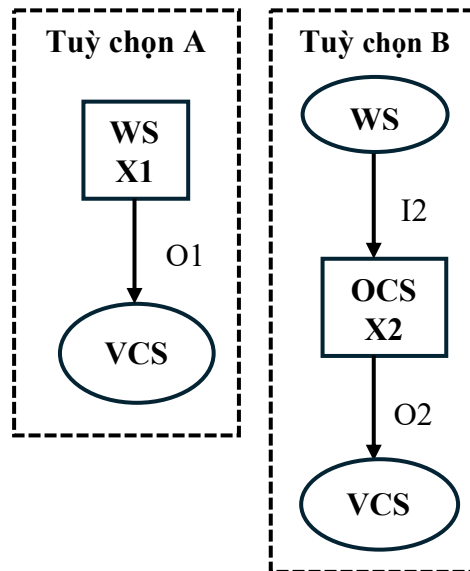 Tuỳ chọn A
WS
X1
O1
VCS
Tuỳ chọn B
WS
I2
OCS
X2
O2
VCS